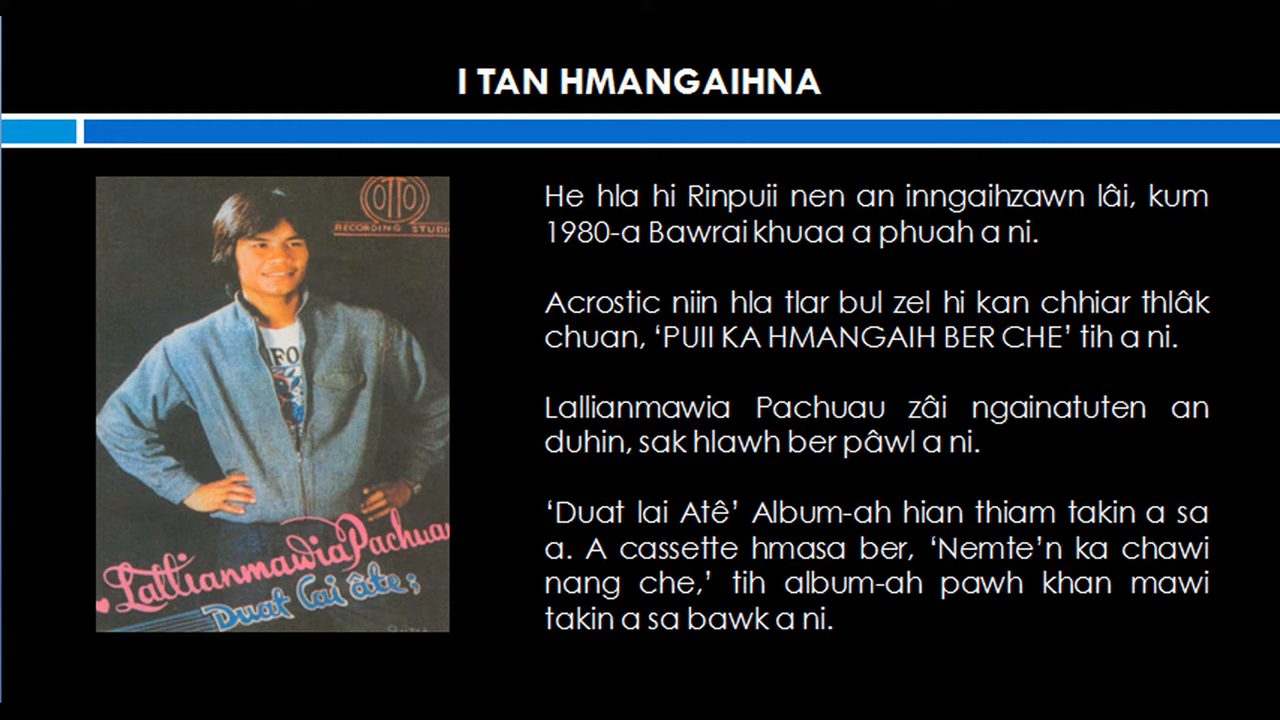 I TAN HMANGAIHNA
OTTO
RECORDING STUDI
FO
Lallianmawia Pachuau
Duat Lai âte;
He hla hi Rinpuii nen an inngaihzawn lâi, kum
1980-a Bawrai khuaa a phuah a ni.
Acrostic niin hla tlar bul zel hi kan chhiar thlâk
chuan, ‘PUII KA HMANGAIH BER CHE’ tih a ni.
Lallianmawia Pachuau zâi ngainatuten an
duhin, sak hlawh ber pâwl a ni.
‘Duat lai Atê’ Album-ah hian thiam takin a sa
a. A cassette hmasa ber, ‘Nemte’n ka chawi
nang che,’ tih album-ah pawh khan mawi
takin a sa bawk a ni.